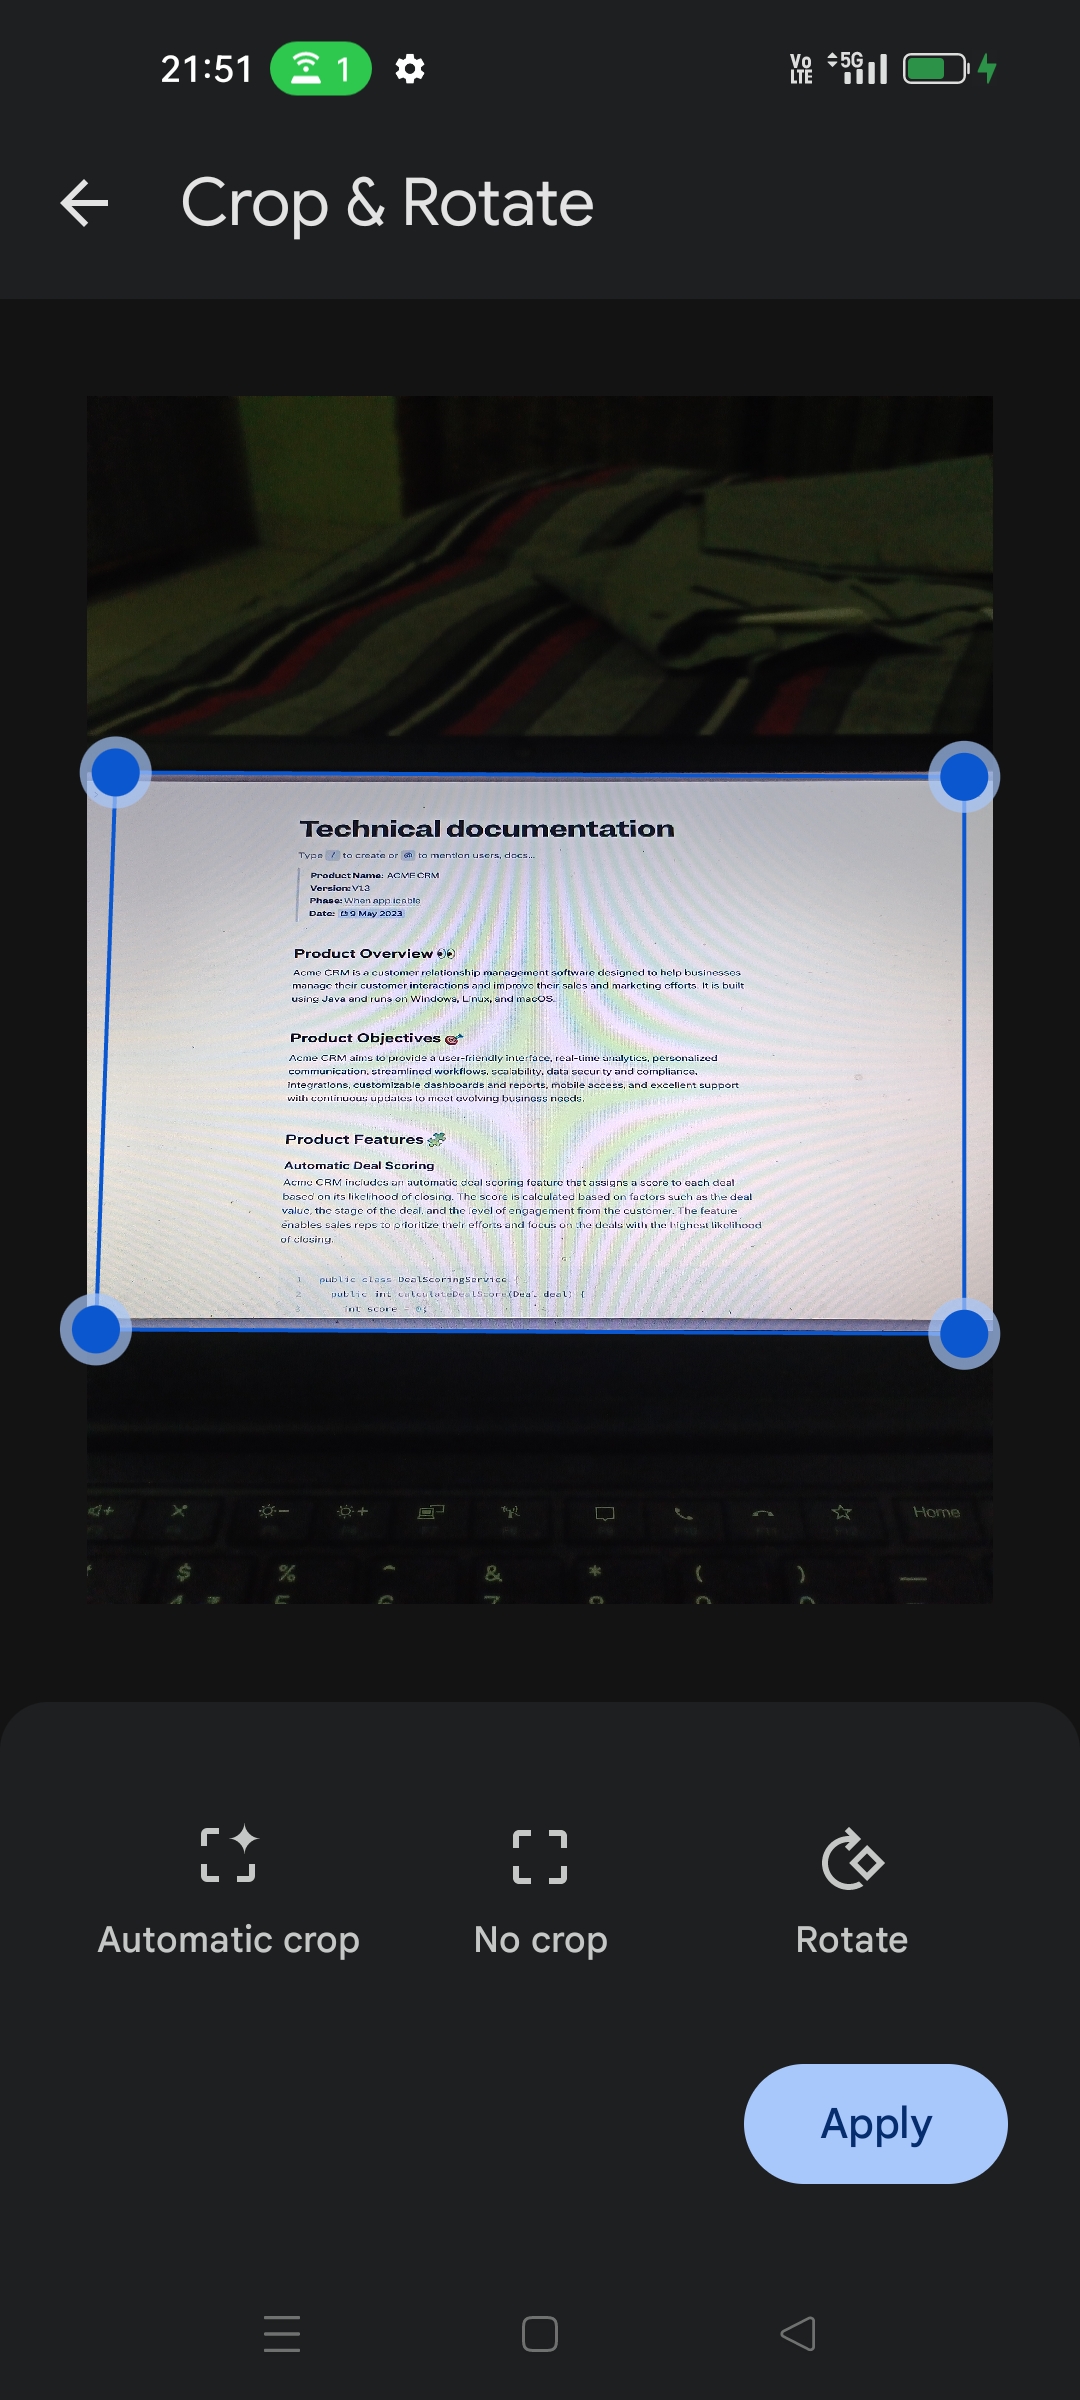 21:51 1 Vo LTE 5G
Crop & Rotate
Technical documentation
Type / to create or @ to mention users, docs...
Product Name: ACME CRM
Version: V1.3
Phase: When applicable
Date: 9 May 2023
Product Overview 👀
Acme CRM is a customer relationship management software designed to help businesses
manage their customer interactions and improve their sales and marketing efforts. It is built
using Java and runs on Windows, Linux, and macOS.
Product Objectives 🎯
Acme CRM aims to provide a user-friendly interface, real-time analytics, personalized
communication, streamlined workflows, scalability, data security and compliance,
integrations, customizable dashboards and reports, mobile access, and excellent support
with continuous updates to meet evolving business needs.
Product Features 🧩
Automatic Deal Scoring
Acme CRM includes an automatic deal scoring feature that assigns a score to each deal
based on its likelihood of closing. The score is calculated based on factors such as the deal
value, the stage of the deal, and the level of engagement from the customer. The feature
enables sales reps to prioritize their efforts and focus on the deals with the highest likelihood
of closing.
1 public class DealScoringService {
2 public int calculateDealScore(Deal deal) {
3 int score = 0;
Home
$ % ^ & * ( ) —
Automatic crop No crop Rotate
Apply